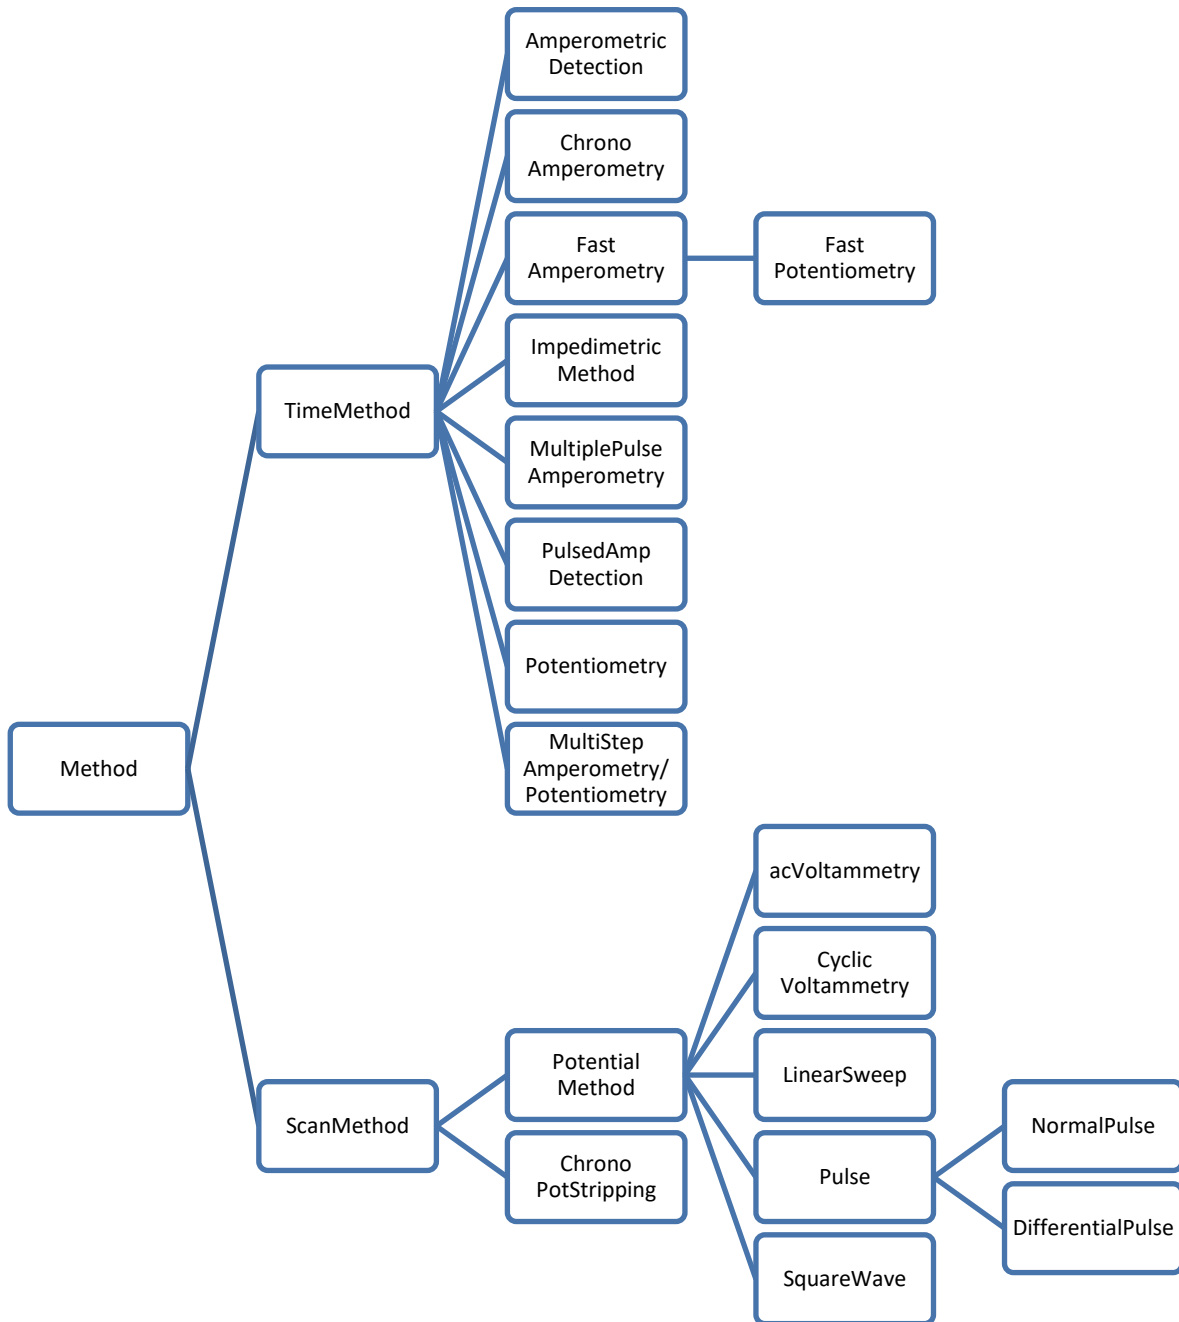 Amperometric
Detection
Chrono
Amperometry
Fast
Amperometry
Fast
Potentiometry
Impedimetric
Method
TimeMethod
MultiplePulse
Amperometry
PulsedAmp
Detection
Potentiometry
MultiStep
Amperometry/
Potentiometry
Method
acVoltammetry
Cyclic
Voltammetry
Potential
Method
LinearSweep
ScanMethod
NormalPulse
Chrono
PotStripping
Pulse
DifferentialPulse
SquareWave